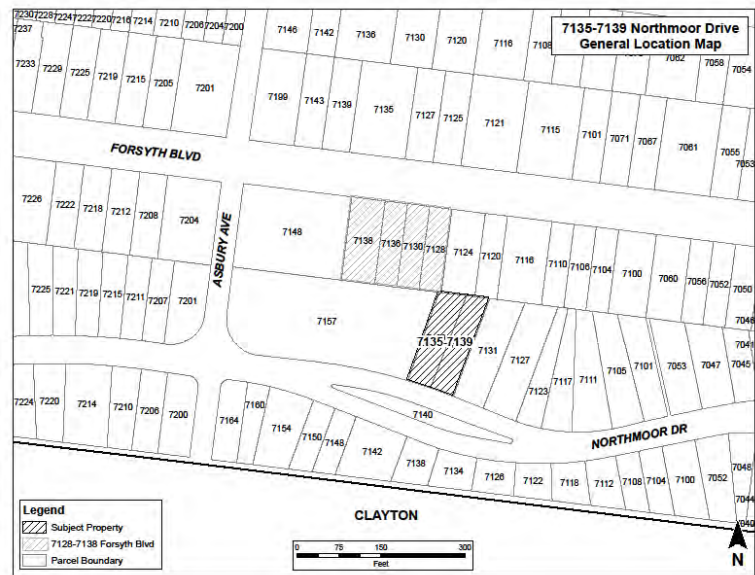 7135-7139 Northmoor Drive
General Location Map
7230 7228 7224 7222 7220 7216 7214 7210 7206 7204 7200
7146 7142 7136 7130 7120 7116 7108
7062 7058 7054
7237
7233 7229 7225 7219 7215 7205 7201
7199 7143 7139 7135 7127 7125 7121 7115 7101 7071 7067 7061 7055 7053
FORSYTH BLVD
7226 7222 7218 7212 7208 7204
ASBURY AVE
7148 7138 7136 7130 7128 7124 7120 7116 7110 7106 7104 7100 7060 7056 7052 7050
7046
7225 7221 7219 7215 7211 7207 7201
7157 7135-7139 7131 7127 7123 7117 7111 7105 7101 7053 7047 7045
7041
7140
NORTHMOOR DR
7224 7220 7214 7210 7206 7200
7164 7160 7154 7150 7148 7142 7138 7134 7126 7122 7118 7112 7108 7104 7100 7052 7048
7044
7040
CLAYTON
Legend
Subject Property
7128-7138 Forsyth Blvd
Parcel Boundary
0 75 150 300
Feet
N